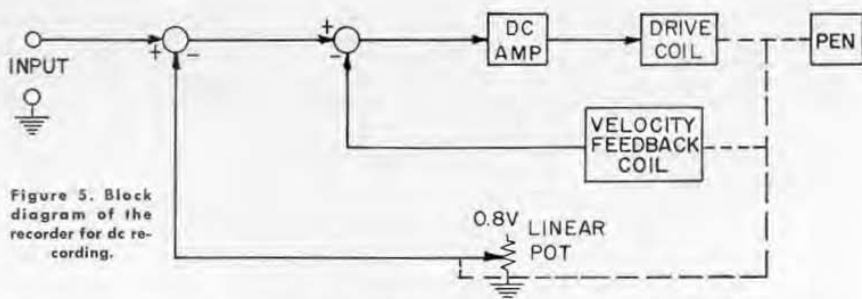 INPUT
+
-
+
-
DC
AMP
DRIVE
COIL
PEN
VELOCITY
FEEDBACK
COIL
Figure 5. Block
diagram of the
recorder for dc re-
cording.
0.8V
LINEAR
POT